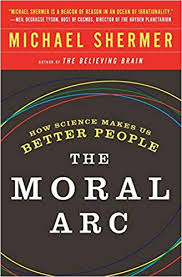 "MICHAEL SHERMER IS A BEACON OF REASON IN AN OCEAN OF IRRATIONALITY."
—NEIL DEGRASSE TYSON, HOST OF COSMOS, DIRECTOR OF THE HAYDEN PLANETARIUM
MICHAEL SHERMER
AUTHOR OF THE BELIEVING BRAIN
HOW SCIENCE MAKES US
BETTER PEOPLE
THE
MORAL
ARC